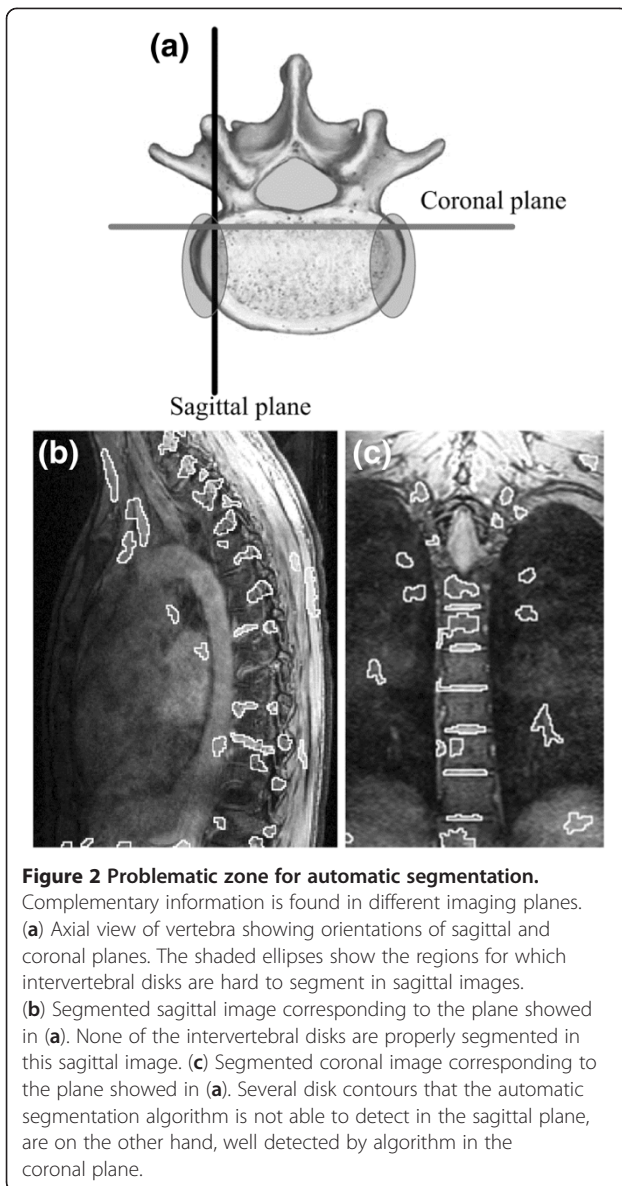 (a)
Coronal plane
Sagittal plane
(b)
(c)
Figure 2 Problematic zone for automatic segmentation.
Complementary information is found in different imaging planes.
(a) Axial view of vertebra showing orientations of sagittal and
coronal planes. The shaded ellipses show the regions for which
intervertebral disks are hard to segment in sagittal images.
(b) Segmented sagittal image corresponding to the plane showed
in (a). None of the intervertebral disks are properly segmented in
this sagittal image. (c) Segmented coronal image corresponding to
the plane showed in (a). Several disk contours that the automatic
segmentation algorithm is not able to detect in the sagittal plane,
are on the other hand, well detected by algorithm in the
coronal plane.